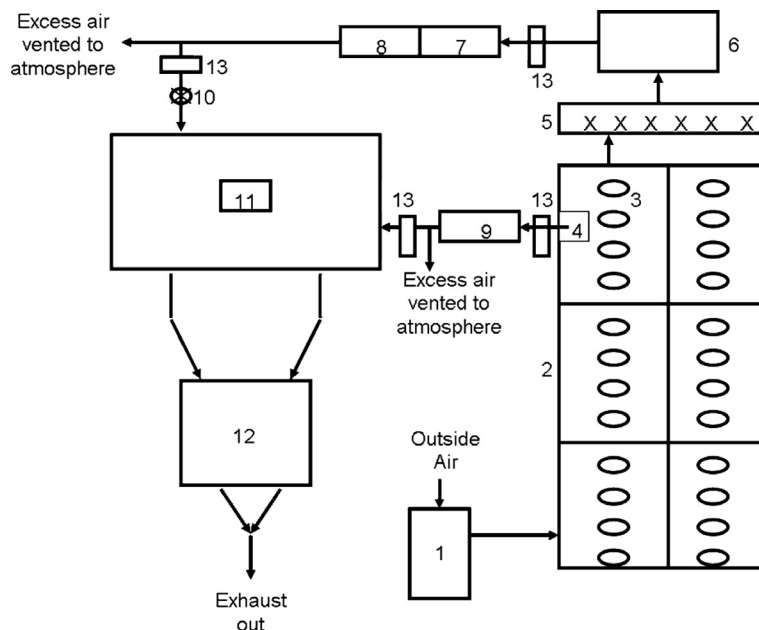 Excess air
vented to
atmosphere
8
7
6
13
13
10
5
X X X X X X
11
13
13
3
9
4
Excess air
vented to
atmosphere
2
12
Outside
Air
1
Exhaust
out